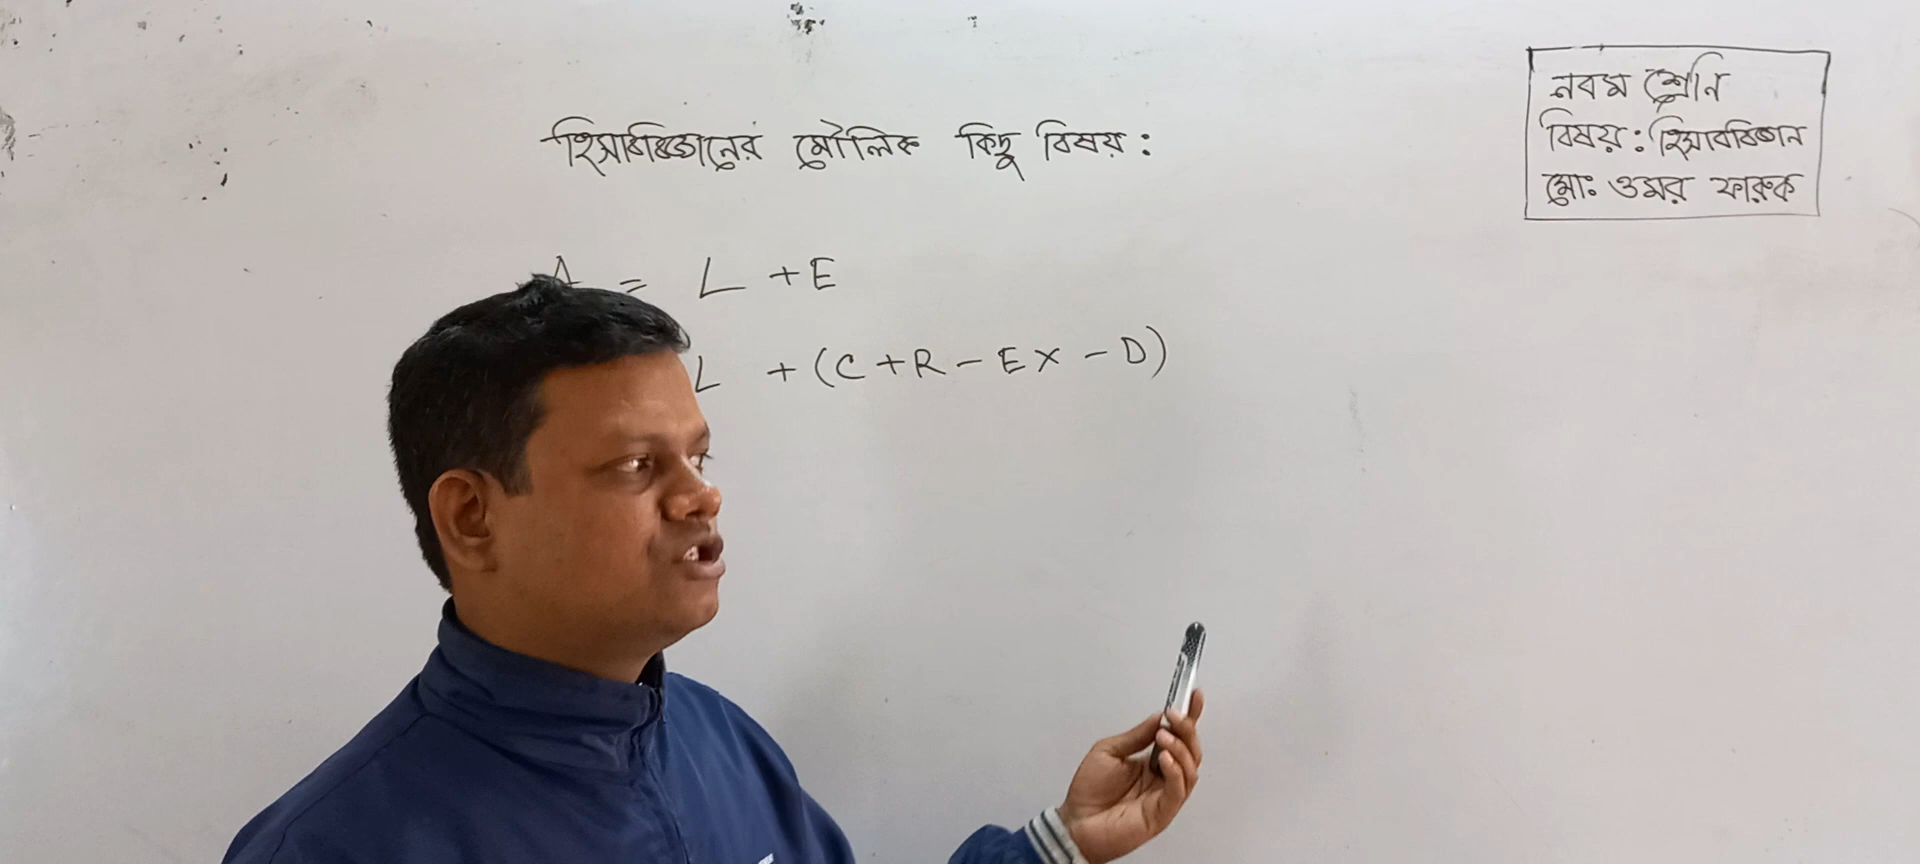 হিসাববিজ্ঞানের মৌলিক কিছু বিষয় :
A = L + E
L + (C + R - Ex - D)
নবম শ্রেনি
বিষয় : হিসাববিজ্ঞান
মোঃ ওমর ফারুক